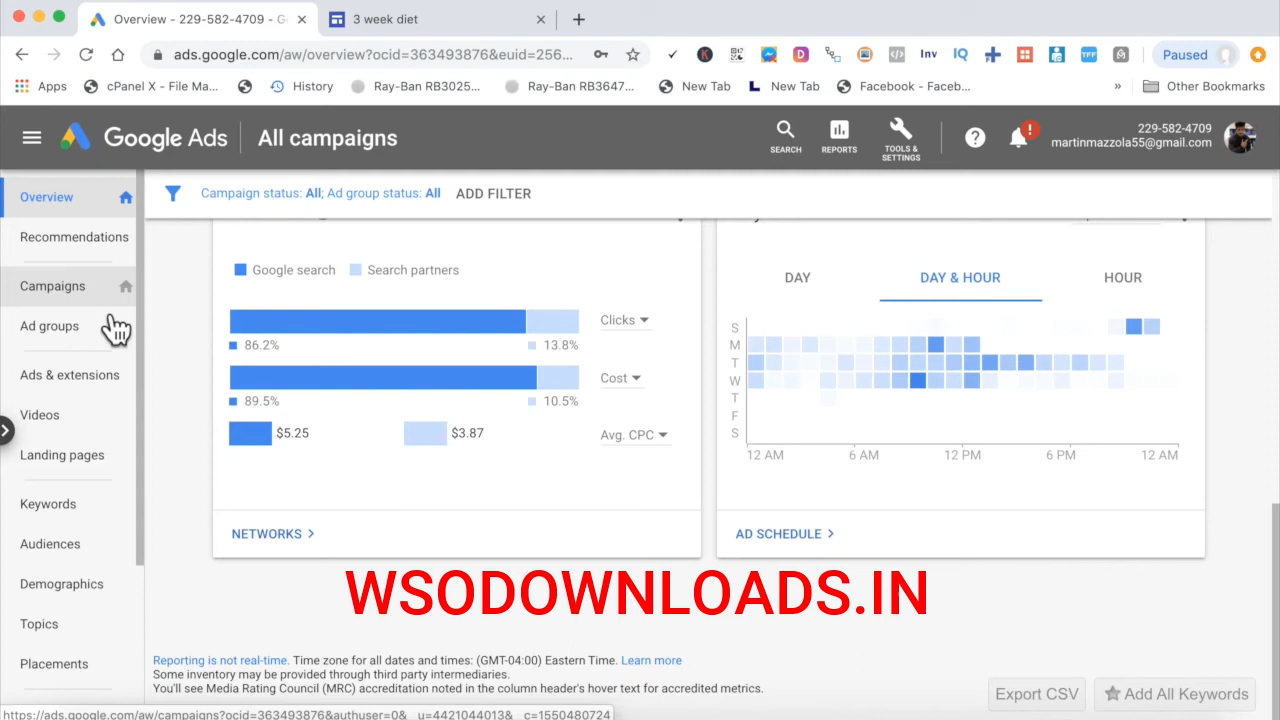 Overview - 229-582-4709 - G
3 week diet
ads.google.com/aw/overview?ocid=363493876&euid=256...
Inv
IQ
TFF
Paused
Apps
cPanel X - File Ma...
History
Ray-Ban RB3025...
Ray-Ban RB3647...
New Tab
New Tab
Facebook - Faceb...
»
Other Bookmarks
Google Ads
All campaigns
SEARCH
REPORTS
TOOLS &
SETTINGS
229-582-4709
martinmazzola55@gmail.com
Overview
Recommendations
Campaigns
Ad groups
Ads & extensions
Videos
Landing pages
Keywords
Audiences
Demographics
Topics
Placements
Campaign status: All; Ad group status: All
ADD FILTER
Google search
Search partners
Clicks
86.2%
13.8%
Cost
89.5%
10.5%
$5.25
$3.87
Avg. CPC
NETWORKS >
DAY
DAY & HOUR
HOUR
S
M
T
W
T
F
S
12 AM
6 AM
12 PM
6 PM
12 AM
AD SCHEDULE >
WSODOWNLOADS.IN
Reporting is not real-time. Time zone for all dates and times: (GMT-04:00) Eastern Time. Learn more
Some inventory may be provided through third party intermediaries.
You'll see Media Rating Council (MRC) accreditation noted in the column header's hover text for accredited metrics.
Export CSV
Add All Keywords
https://ads.google.com/aw/campaigns?ocid=363493876&authuser=0&__u=4421044013&__c=1550480724